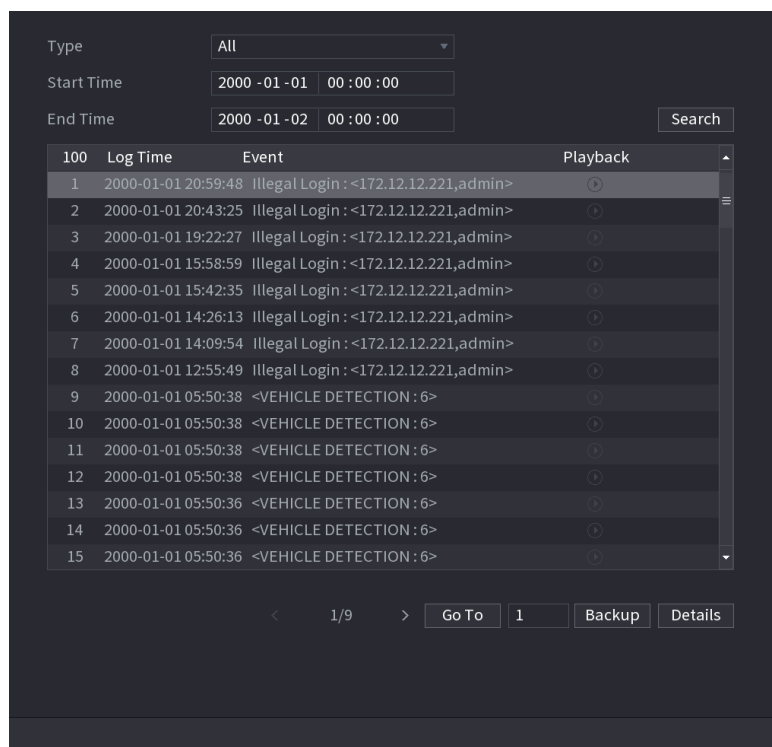 Type All
Start Time 2000 -01 -01 00 :00 :00
End Time 2000 -01 -02 00 :00 :00 Search
100 Log Time Event Playback
1 2000-01-01 20:59:48 Illegal Login : <172.12.12.221,admin>
2 2000-01-01 20:43:25 Illegal Login : <172.12.12.221,admin>
3 2000-01-01 19:22:27 Illegal Login : <172.12.12.221,admin>
4 2000-01-01 15:58:59 Illegal Login : <172.12.12.221,admin>
5 2000-01-01 15:42:35 Illegal Login : <172.12.12.221,admin>
6 2000-01-01 14:26:13 Illegal Login : <172.12.12.221,admin>
7 2000-01-01 14:09:54 Illegal Login : <172.12.12.221,admin>
8 2000-01-01 12:55:49 Illegal Login : <172.12.12.221,admin>
9 2000-01-01 05:50:38 <VEHICLE DETECTION : 6>
10 2000-01-01 05:50:38 <VEHICLE DETECTION : 6>
11 2000-01-01 05:50:38 <VEHICLE DETECTION : 6>
12 2000-01-01 05:50:38 <VEHICLE DETECTION : 6>
13 2000-01-01 05:50:36 <VEHICLE DETECTION : 6>
14 2000-01-01 05:50:36 <VEHICLE DETECTION : 6>
15 2000-01-01 05:50:36 <VEHICLE DETECTION : 6>
< 1/9 > Go To 1 Backup Details